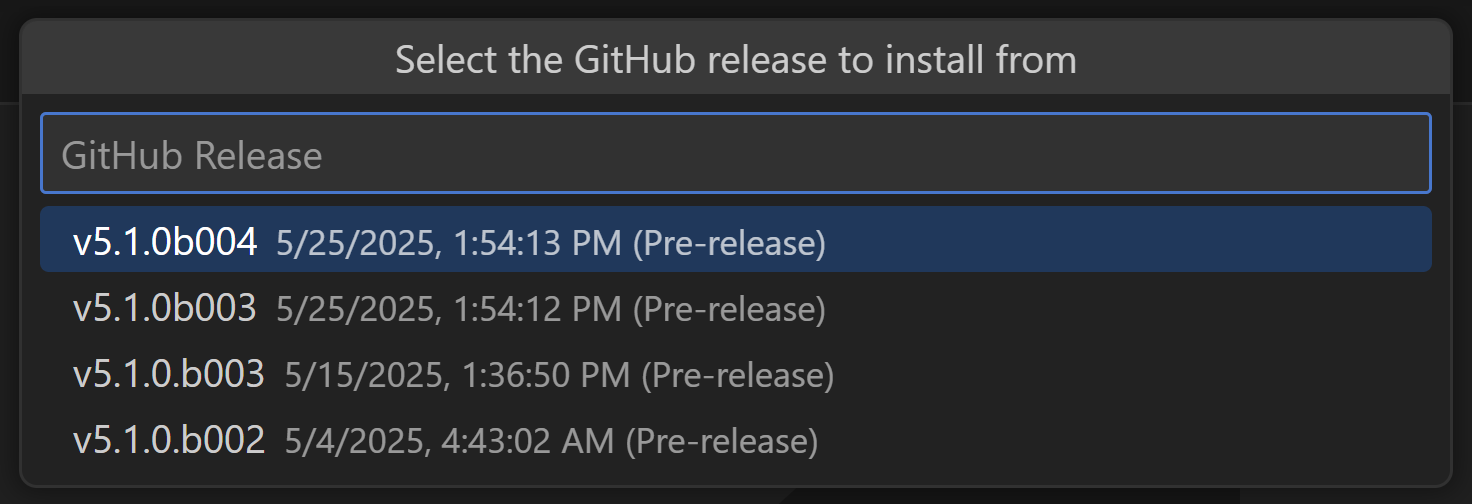 Select the GitHub release to install from
GitHub Release
v5.1.0b004 5/25/2025, 1:54:13 PM (Pre-release)
v5.1.0b003 5/25/2025, 1:54:12 PM (Pre-release)
v5.1.0.b003 5/15/2025, 1:36:50 PM (Pre-release)
v5.1.0.b002 5/4/2025, 4:43:02 AM (Pre-release)